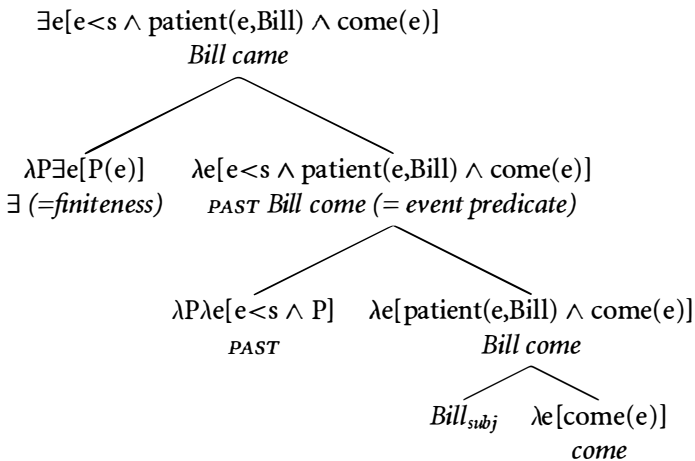 ∃e[e<s ∧ patient(e,Bill) ∧ come(e)]
Bill came
λP∃e[P(e)] λe[e<s ∧ patient(e,Bill) ∧ come(e)]
∃ (=finiteness) PAST Bill come (= event predicate)
λPλe[e<s ∧ P] λe[patient(e,Bill) ∧ come(e)]
PAST Bill come
Bill_subj λe[come(e)]
come